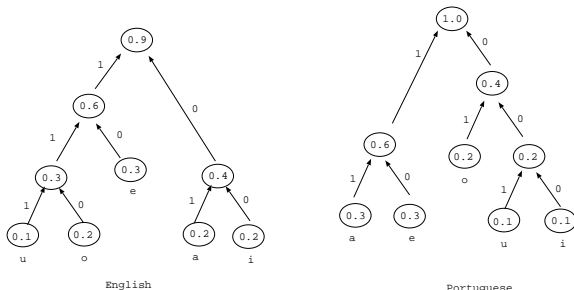 1.0
0.9
1 0
1 0
0.4
0.6
1 0
1 0
0.6
0.2 0.2
o
0.3 0.3 0.4
e
1 0 1 0 1 0 1 0
0.3 0.3 0.1 0.1
a e u i
0.1 0.2 0.2 0.2
u o a i
English Portuguese